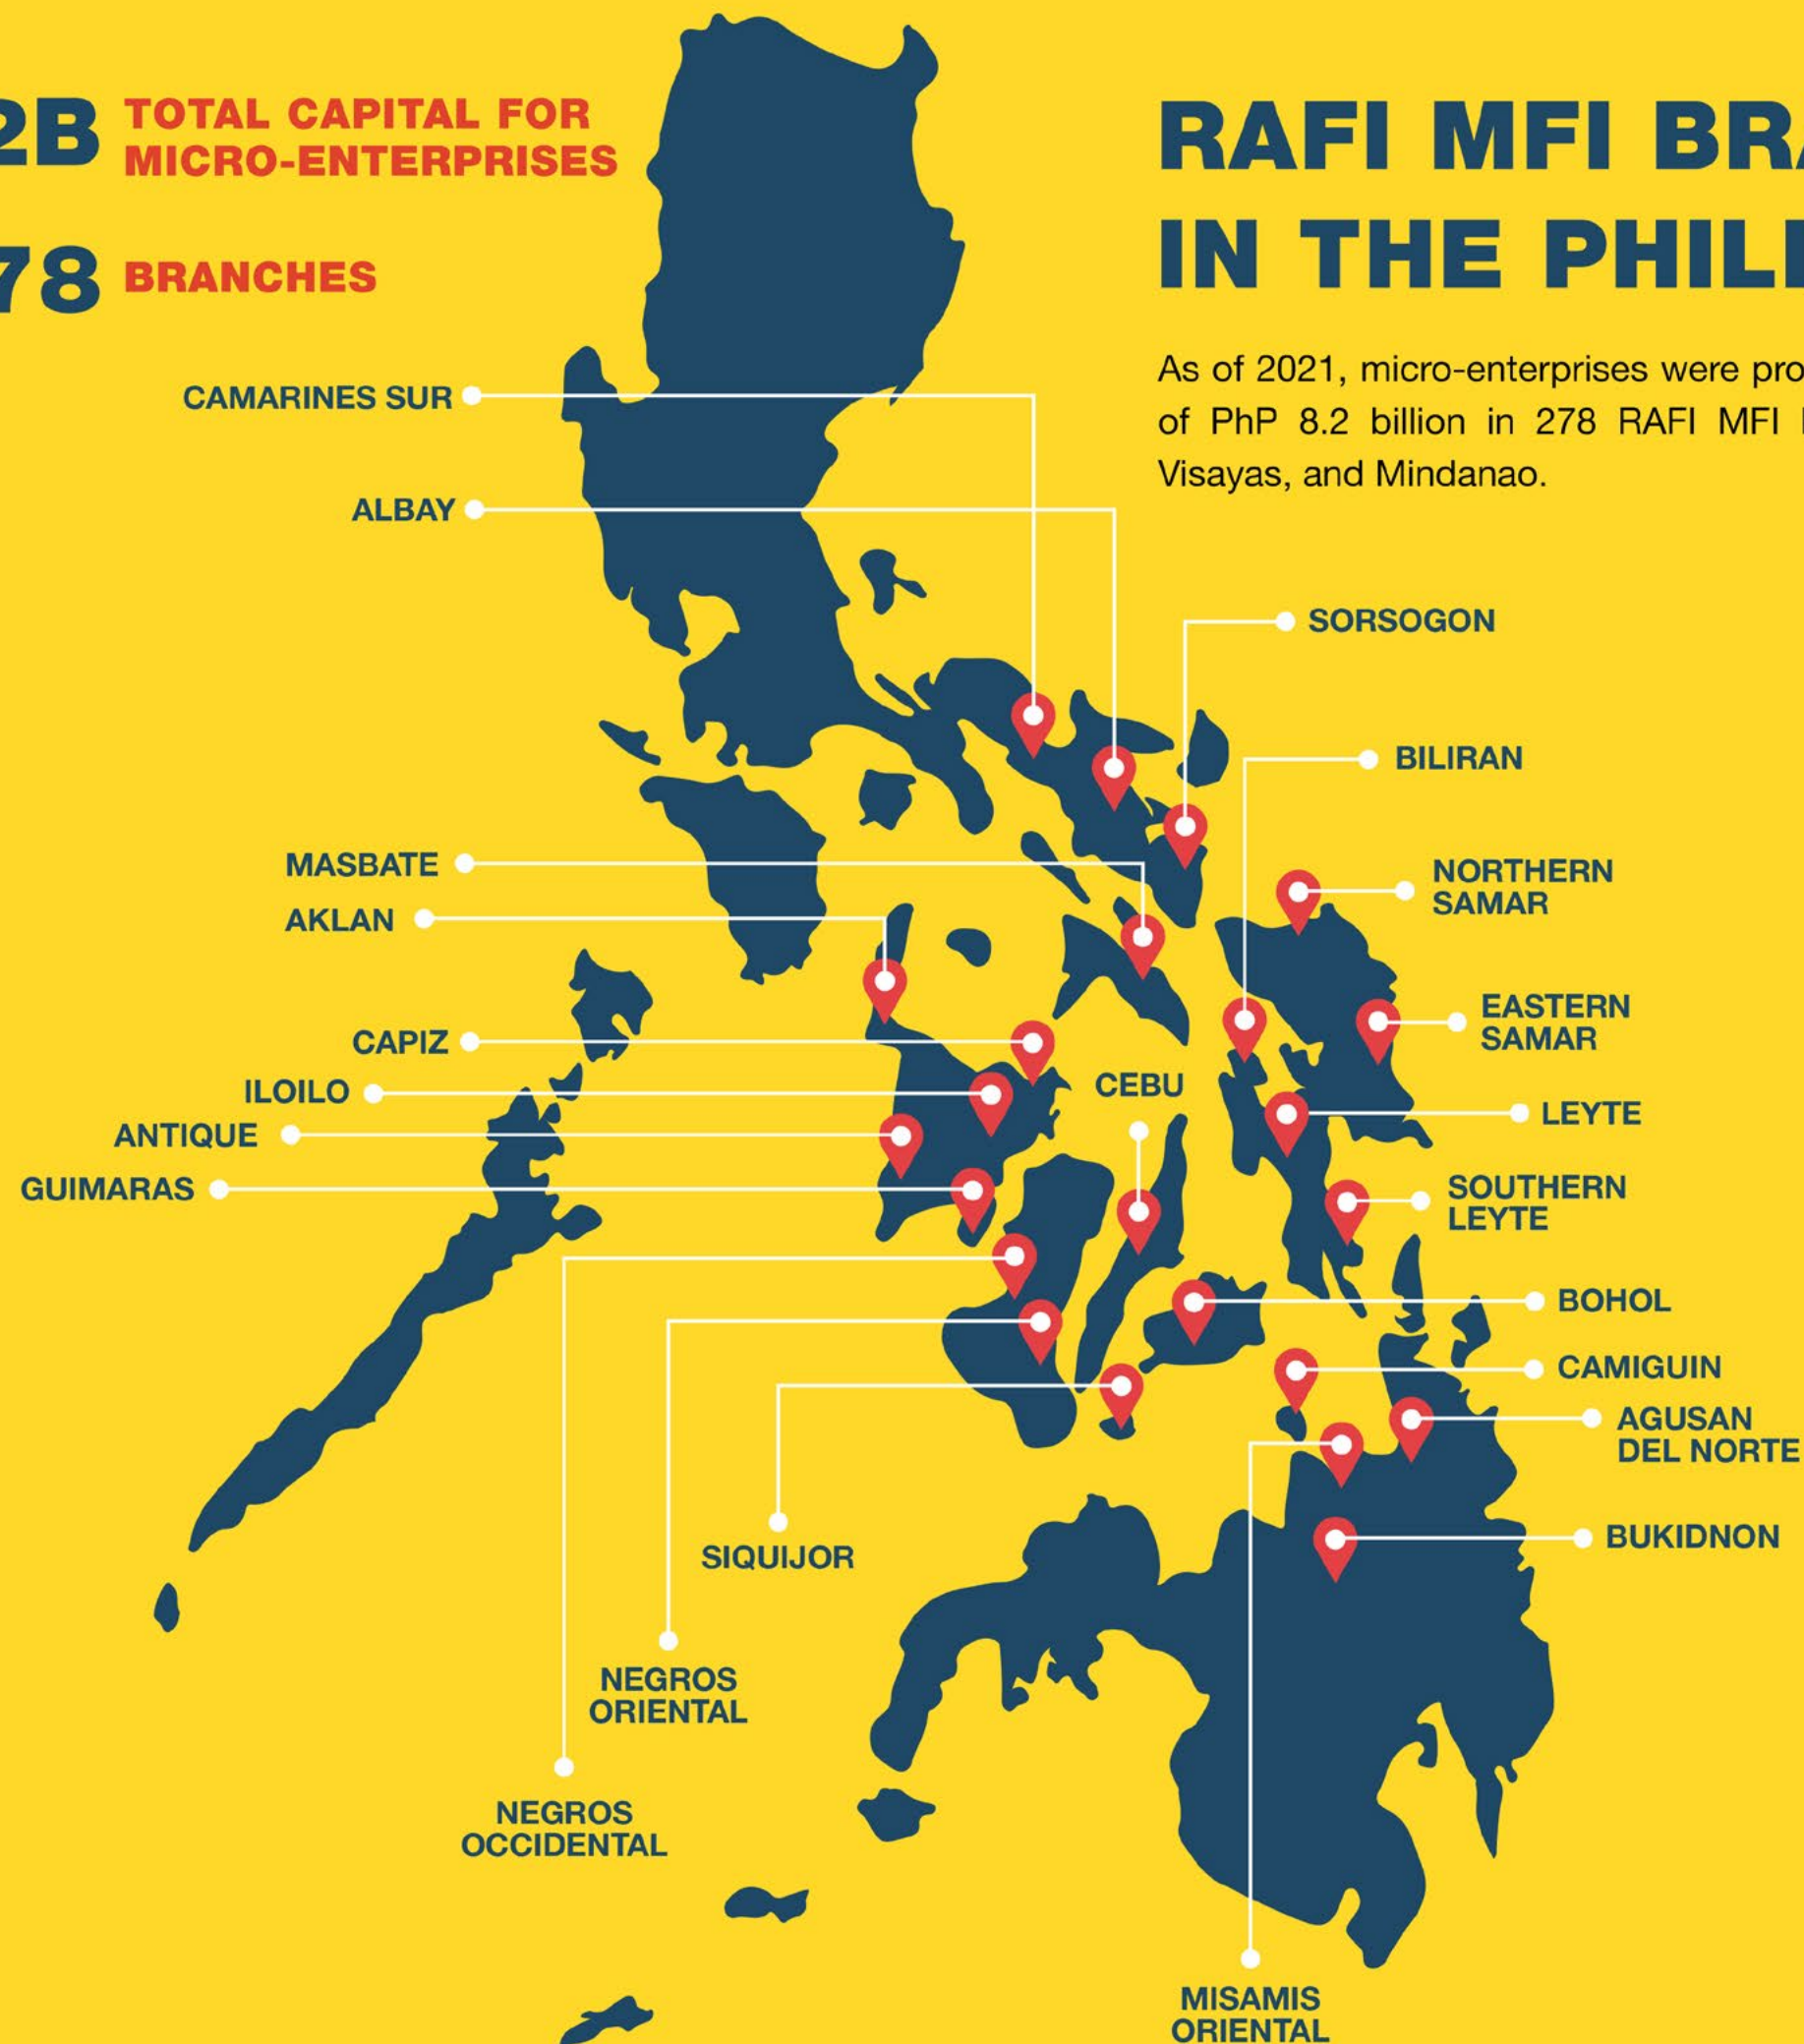 2B TOTAL CAPITAL FOR
MICRO-ENTERPRISES
78 BRANCHES
RAFI MFI BRA
IN THE PHILI
As of 2021, micro-enterprises were pro
of PhP 8.2 billion in 278 RAFI MFI
Visayas, and Mindanao.
CAMARINES SUR
ALBAY
SORSOGON
BILIRAN
MASBATE
NORTHERN
SAMAR
AKLAN
EASTERN
SAMAR
CAPIZ
CEBU
ILOILO
LEYTE
ANTIQUE
GUIMARAS
SOUTHERN
LEYTE
BOHOL
CAMIGUIN
AGUSAN
DEL NORTE
BUKIDNON
SIQUIJOR
NEGROS
ORIENTAL
NEGROS
OCCIDENTAL
MISAMIS
ORIENTAL